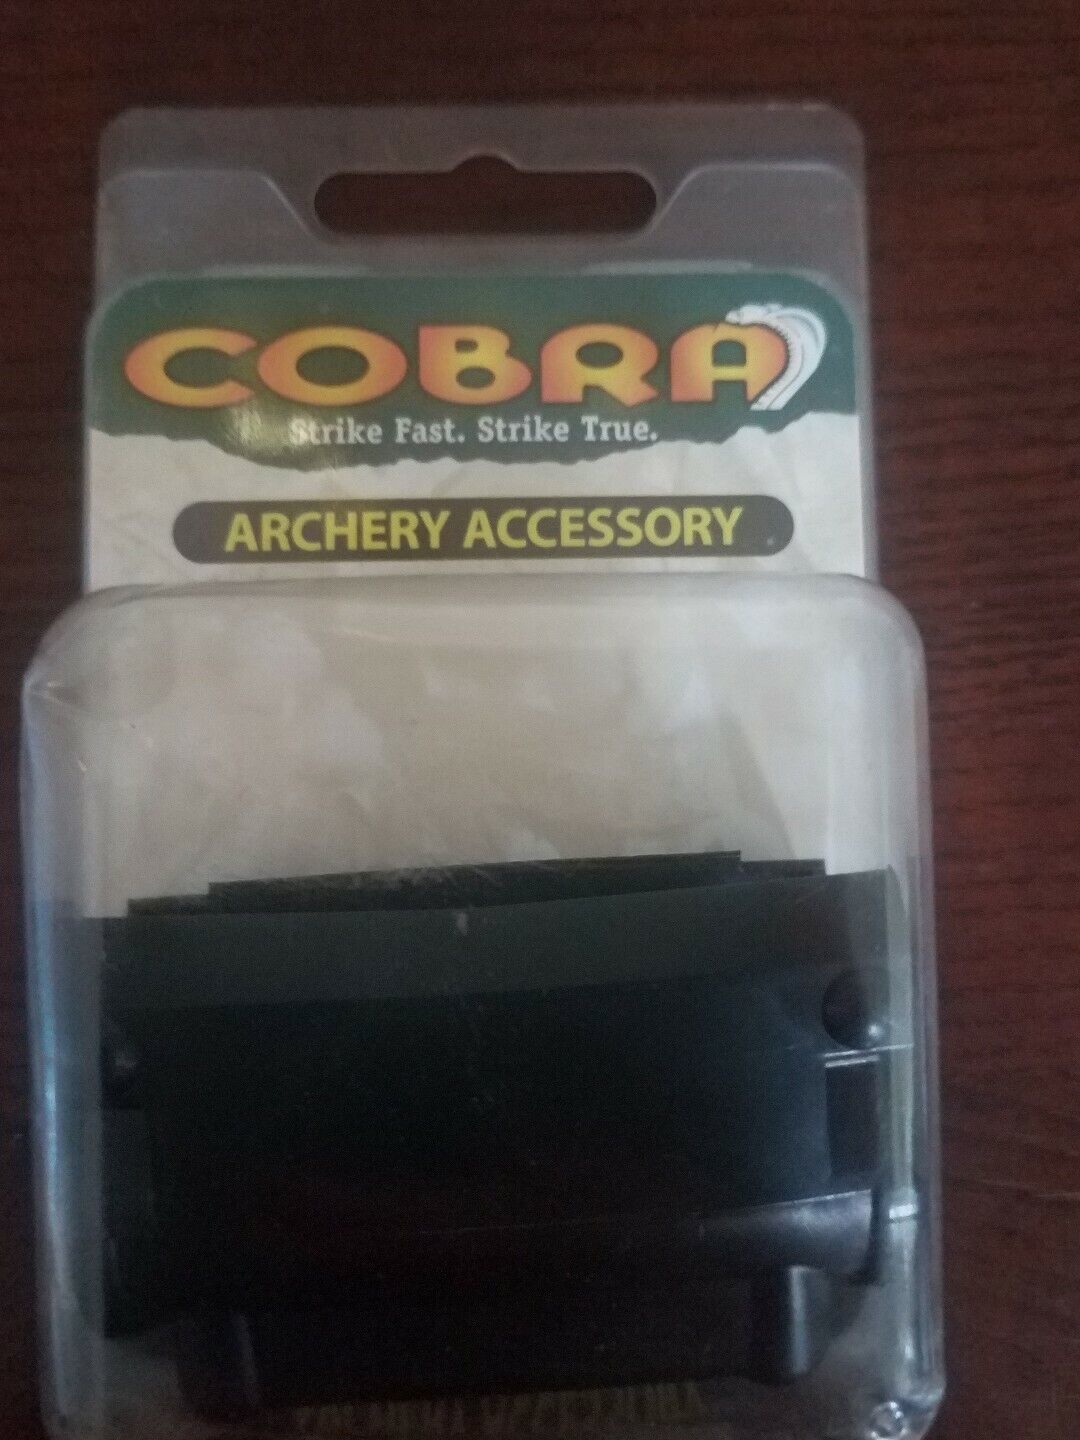 COBRA
Strike Fast. Strike True.
ARCHERY ACCESSORY